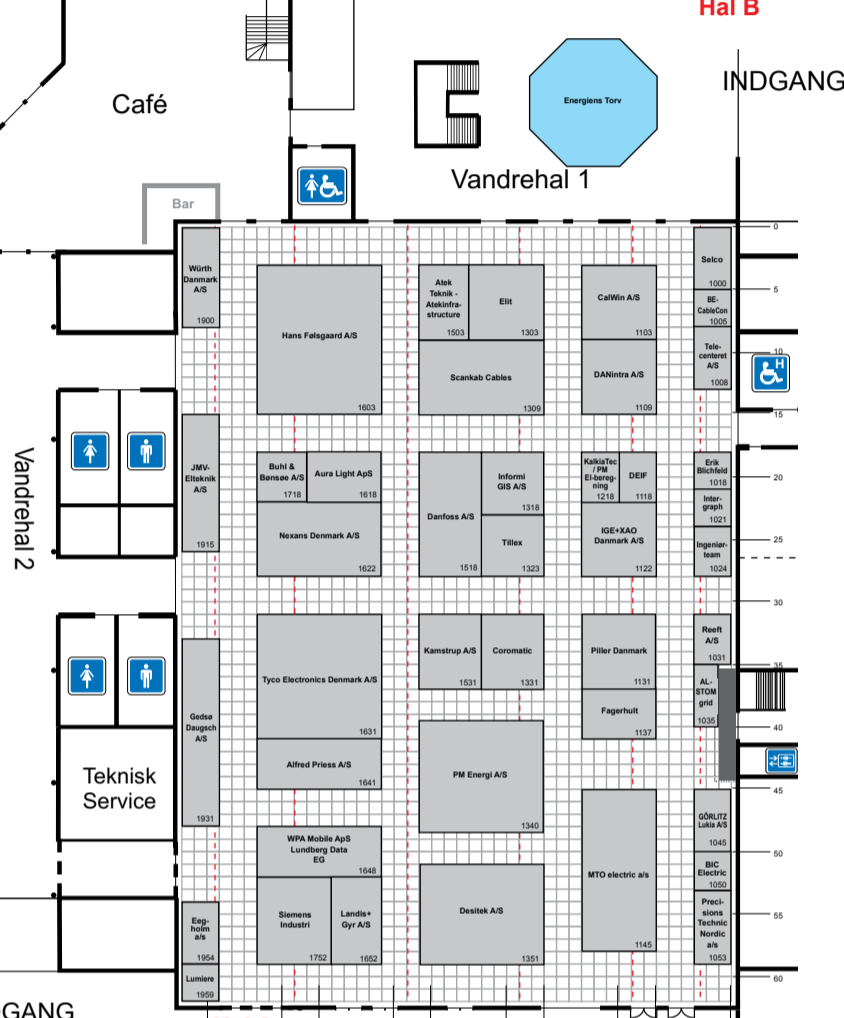 Hal B
INDGANG
Café
Energiens Torv
Vandrehal 1
Bar
Würth
Danmark
A/S
1900
Hans Følsgaard A/S
1603
Atek
Teknik -
Atekinfra-
structure
1503
Elit
1303
CalWin A/S
1103
Selco
1000
BE-
CableCon
1005
Scankab Cables
1309
DANintra A/S
1109
Tele-
centeret
A/S
1008
H
0
5
10
15
20
25
30
35
40
45
50
55
60
Vandrehal 2
JMV-
Elteknik
A/S
1915
Buhl &
Bønsøe A/S
1718
Aura Light ApS
1618
Nexans Denmark A/S
1622
Danfoss A/S
1518
Informi
GIS A/S
1318
Tillex
1323
KalkiaTec
/ PM
El-bereg-
ning
1218
DEIF
1118
IGE+XAO
Danmark A/S
1122
Erik
Blichfeld
1018
Inter-
graph
1021
Ingeniør-
team
1024
Gedsø
Daugsch
A/S
1931
Tyco Electronics Denmark A/S
1631
Alfred Priess A/S
1641
Kamstrup A/S
1531
Coromatic
1331
Piller Danmark
1131
Fagerhult
1137
Reeft
A/S
1031
AL-
STOM
grid
1035
Teknisk
Service
PM Energi A/S
1340
WPA Mobile ApS
Lundberg Data
EG
1648
Siemens
Industri
1752
Landis+
Gyr A/S
1652
Desitek A/S
1351
MTO electric a/s
1145
GÖRLITZ
Lukia A/S
1045
BIC
Electric
1050
Preci-
sions
Technic
Nordic
a/s
1053
Eeg-
holm
a/s
1954
Lumiere
1959
GANG